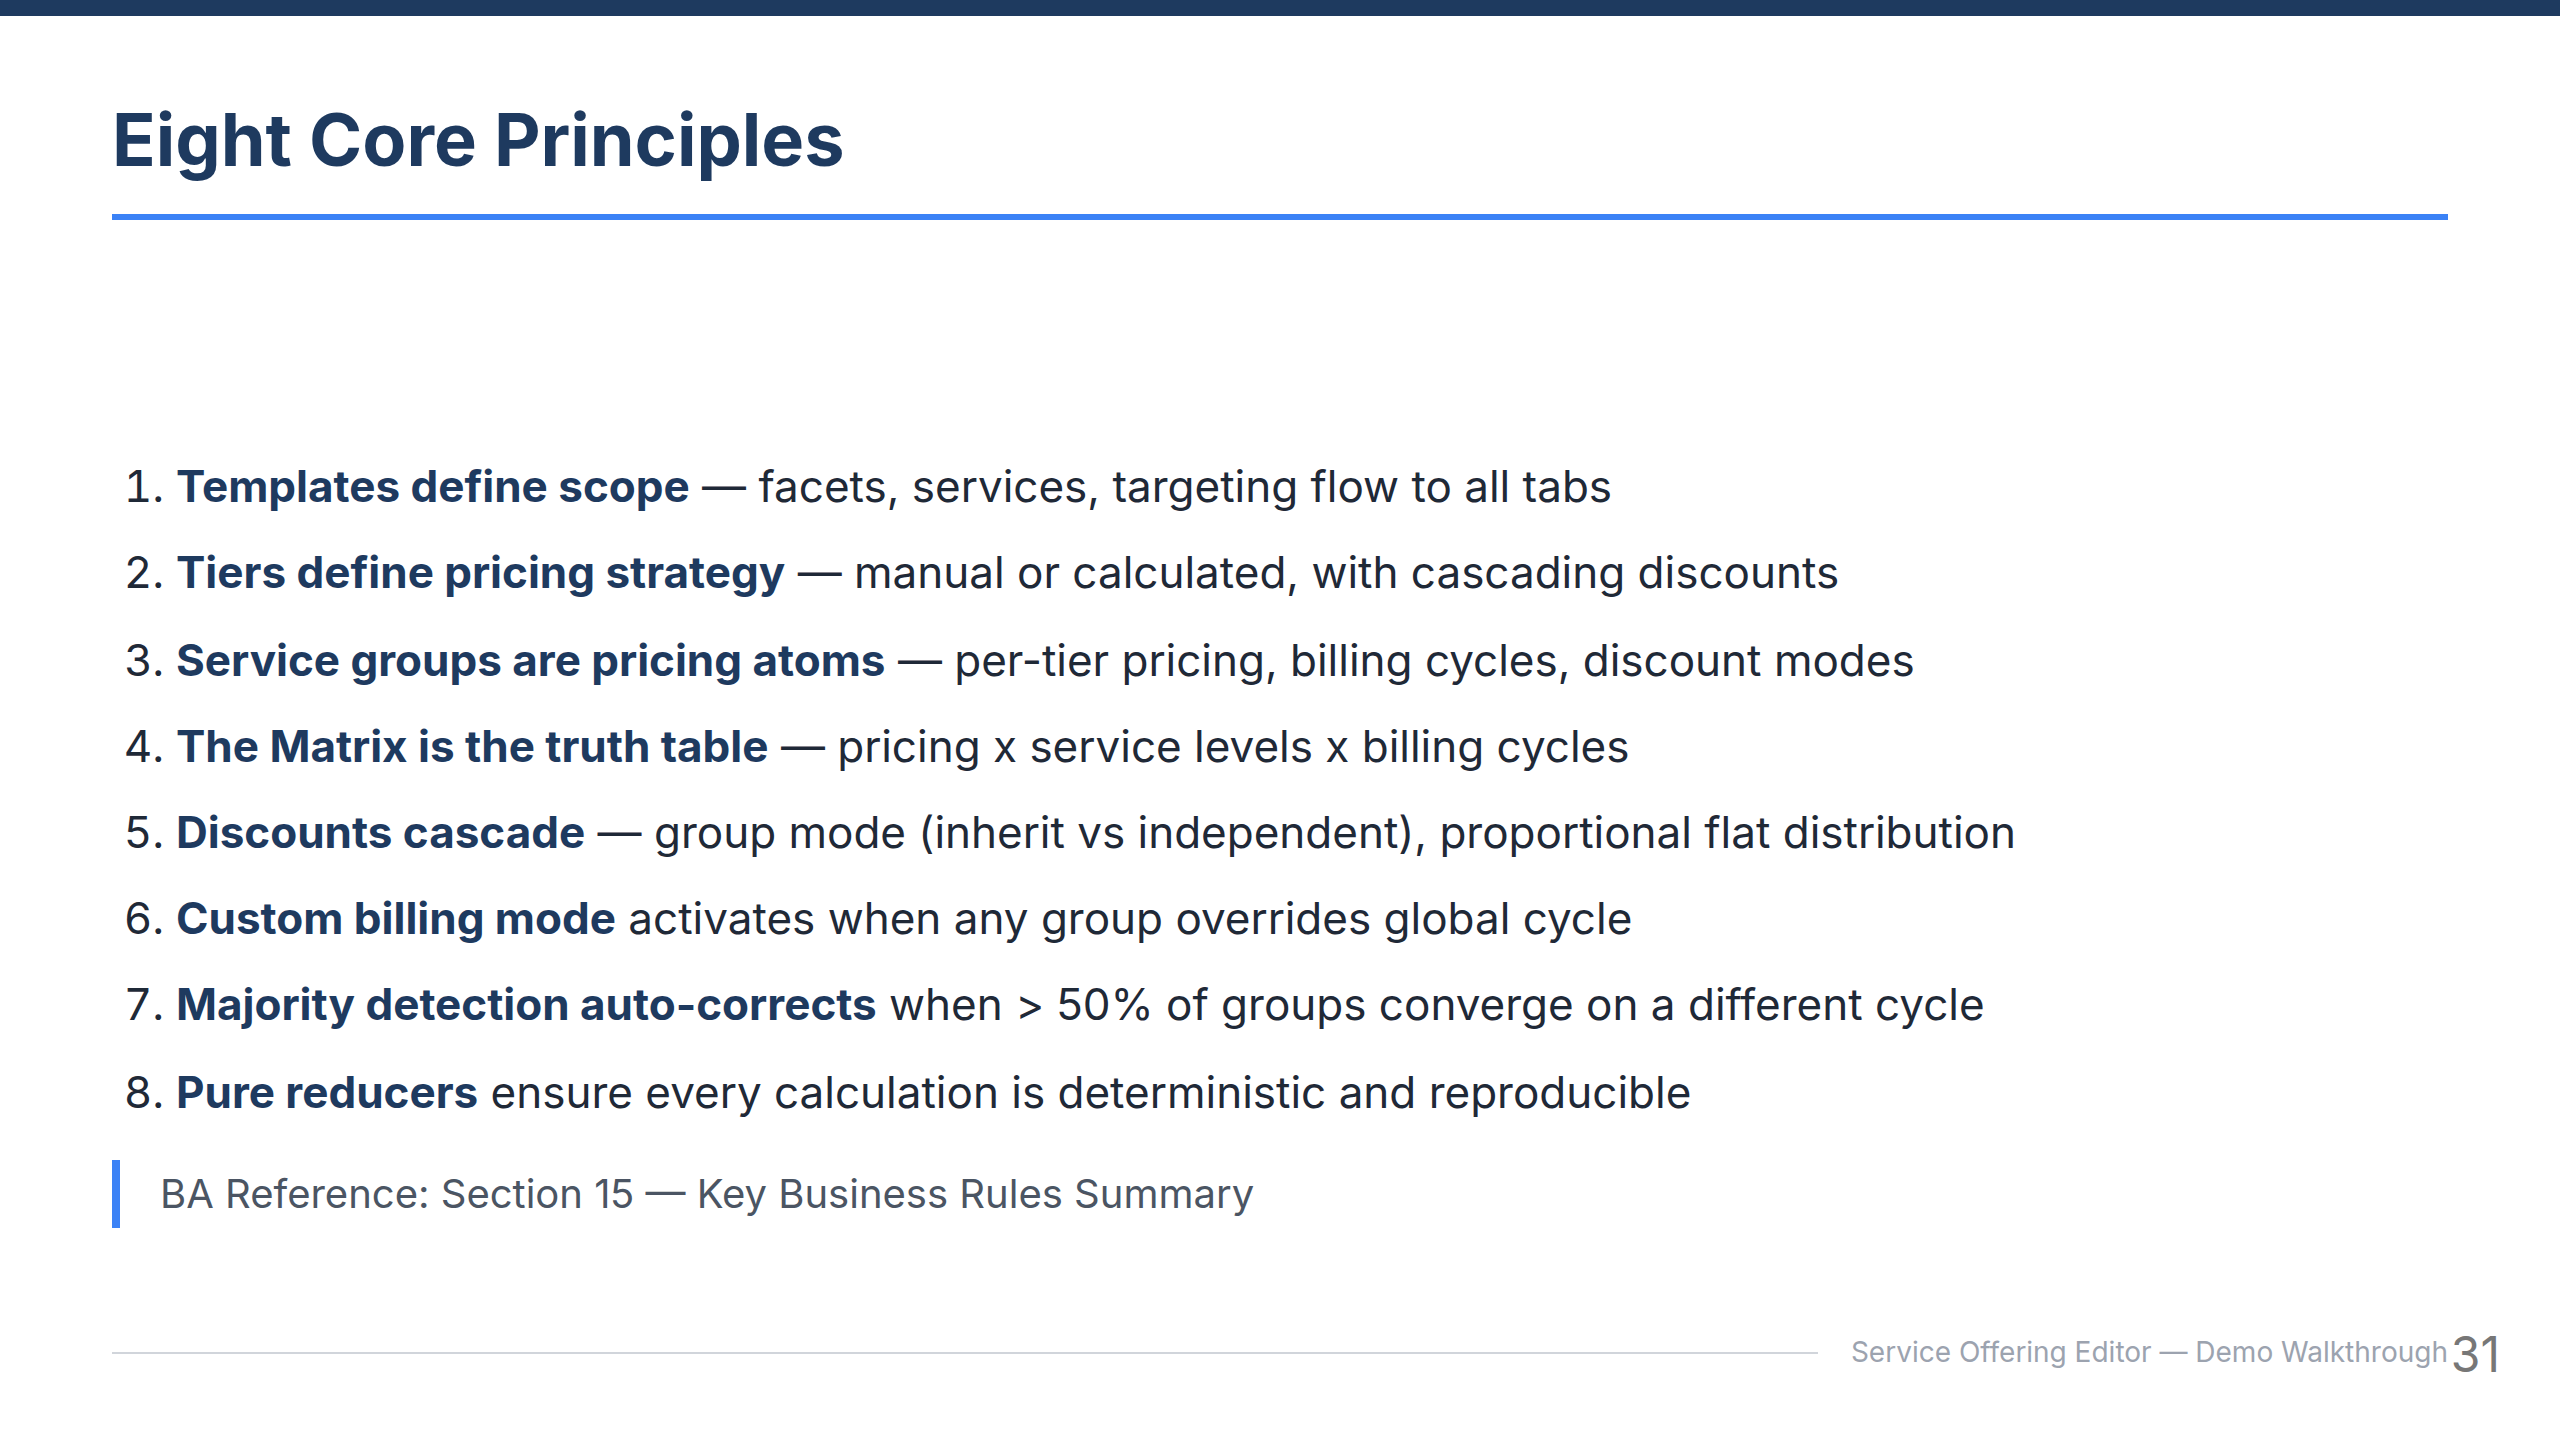 Eight Core Principles
1. Templates define scope — facets, services, targeting flow to all tabs
2. Tiers define pricing strategy — manual or calculated, with cascading discounts
3. Service groups are pricing atoms — per-tier pricing, billing cycles, discount modes
4. The Matrix is the truth table — pricing x service levels x billing cycles
5. Discounts cascade — group mode (inherit vs independent), proportional flat distribution
6. Custom billing mode activates when any group overrides global cycle
7. Majority detection auto-corrects when > 50% of groups converge on a different cycle
8. Pure reducers ensure every calculation is deterministic and reproducible
BA Reference: Section 15 — Key Business Rules Summary
Service Offering Editor — Demo Walkthrough 31